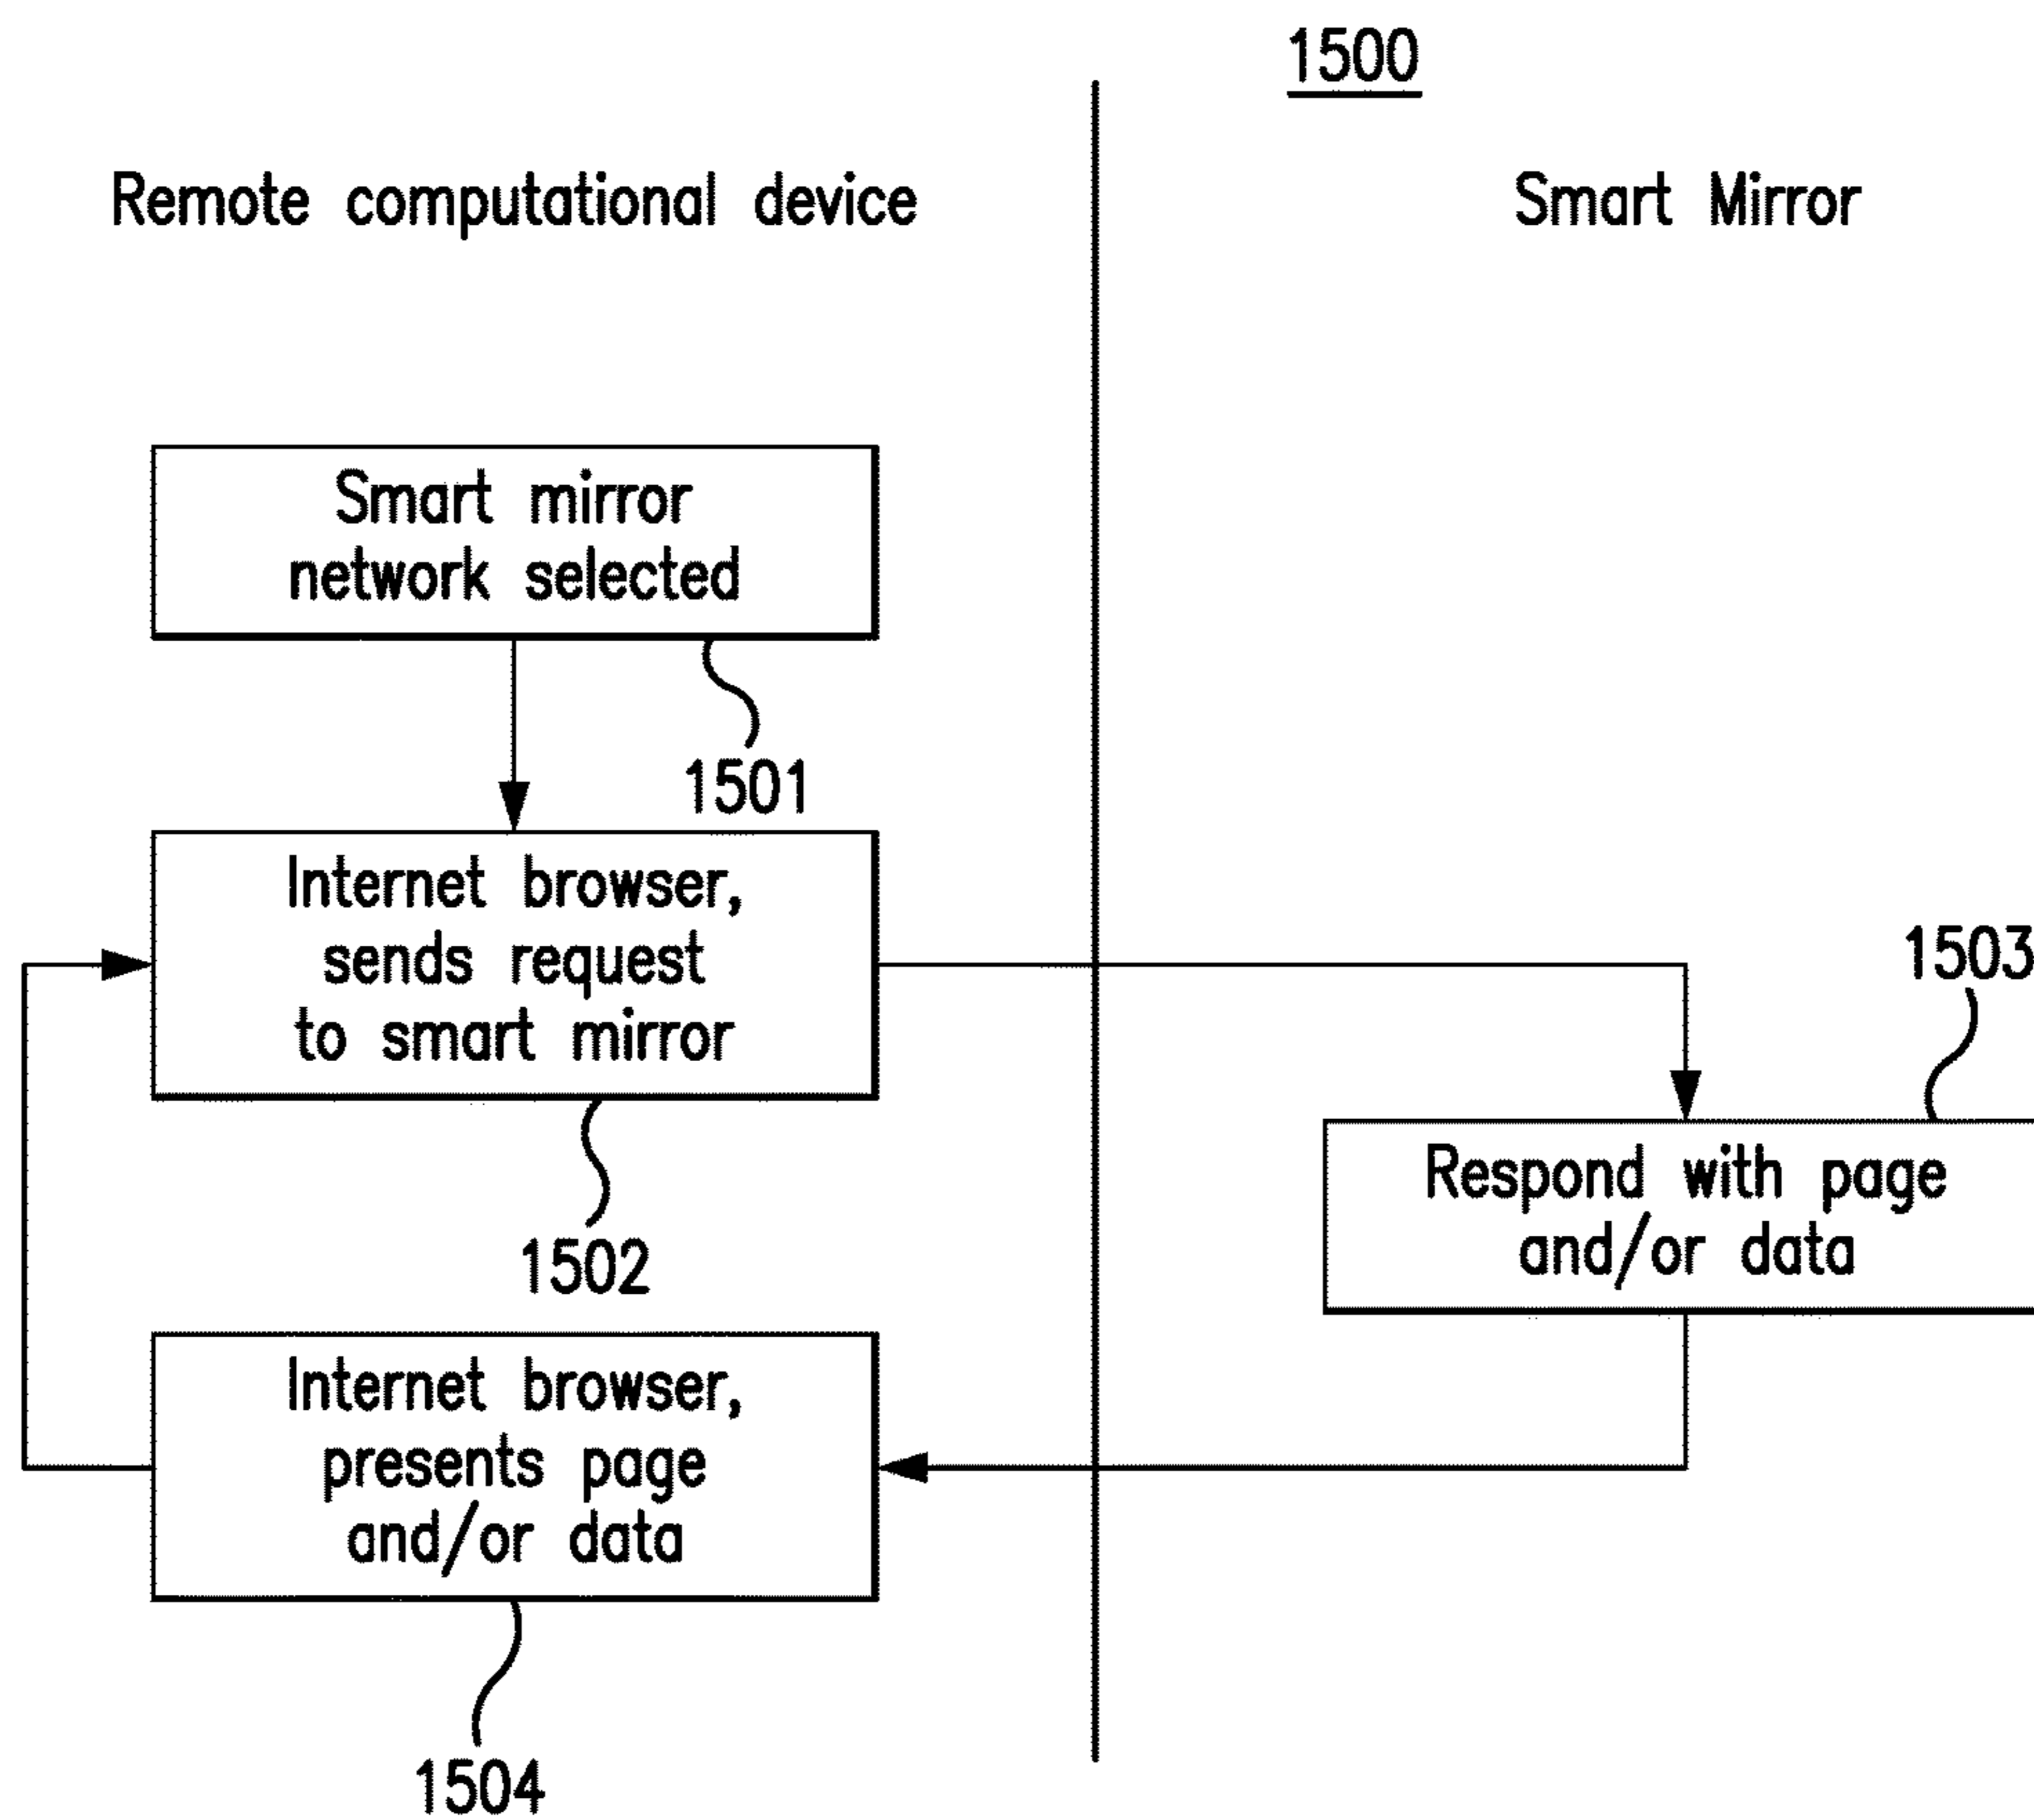 1500
Remote computational device
Smart Mirror
Smart mirror
network selected
1501
Internet browser,
sends request
to smart mirror
1502
1503
Respond with page
and/or data
Internet browser,
presents page
and/or data
1504